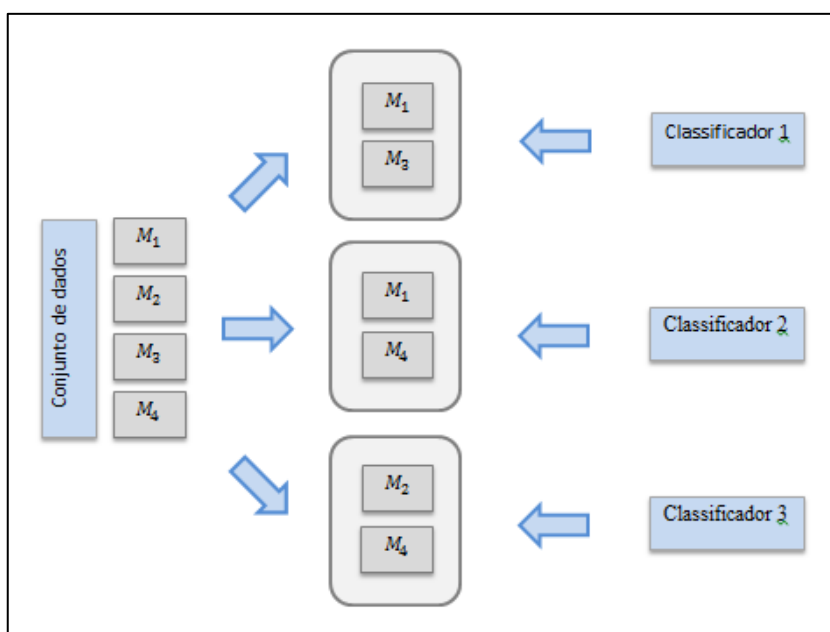 Conjunto de dados
M₁
M₂
M₃
M₄
M₁
M₃
M₁
M₄
M₂
M₄
Classificador 1
Classificador 2
Classificador 3